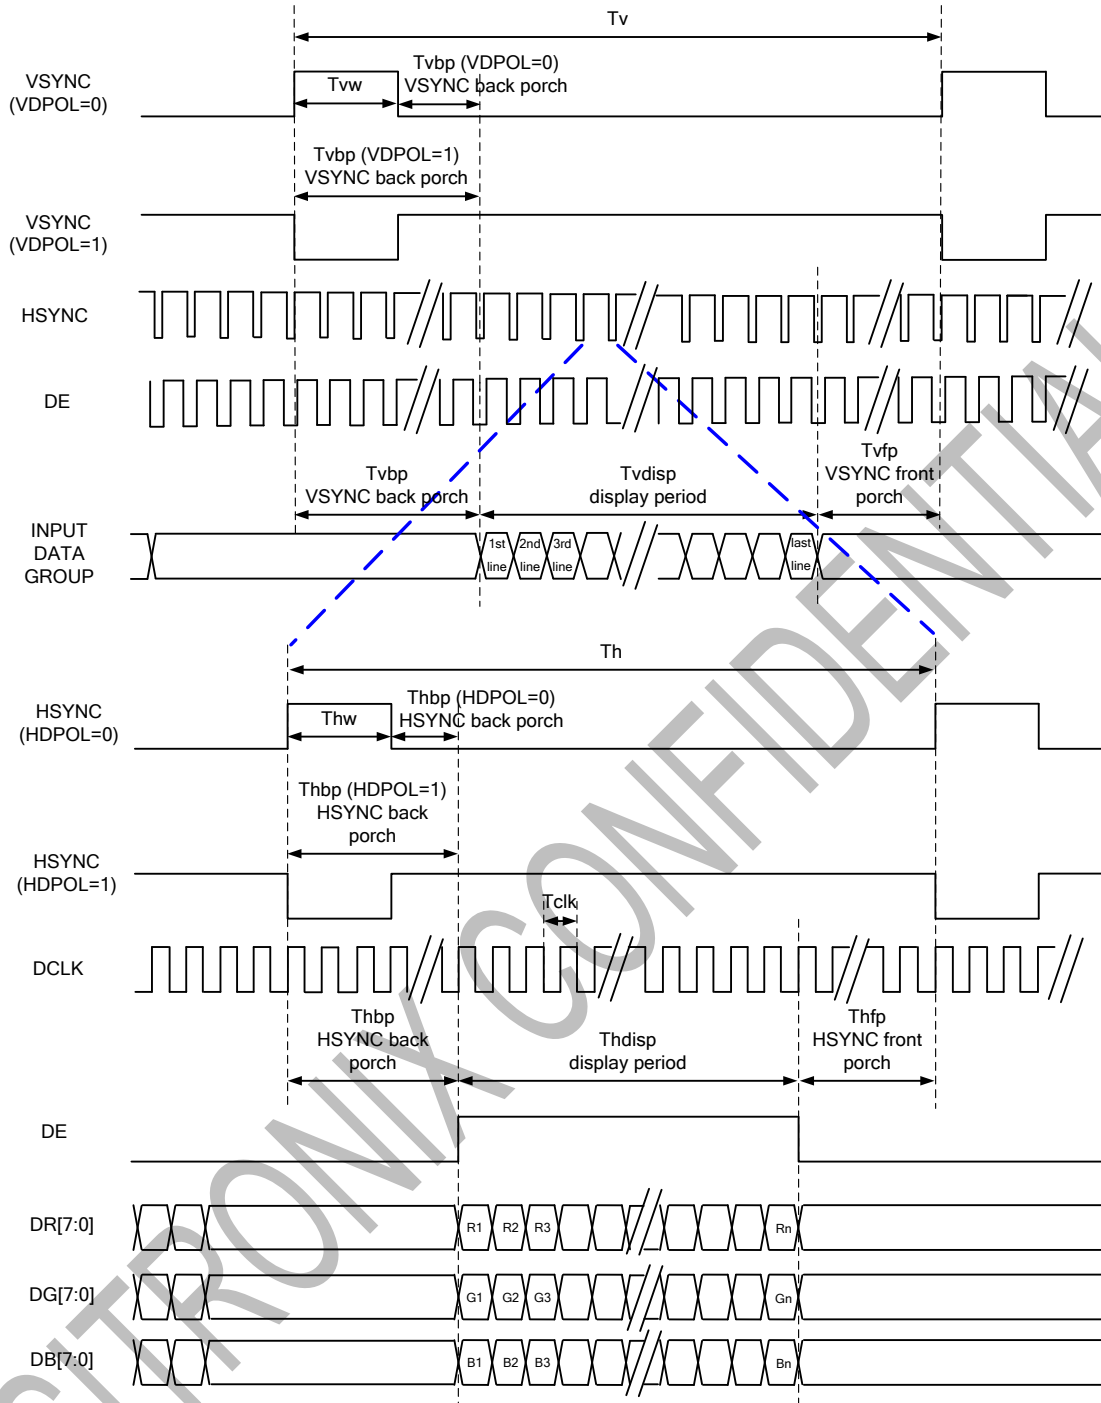 Tv
VSYNC
(VDPOL=0)
Tvw
Tvbp (VDPOL=0)
VSYNC back porch
Tvbp (VDPOL=1)
VSYNC back porch
VSYNC
(VDPOL=1)
HSYNC
DE
Tvbp
VSYNC back porch
Tvdisp
display period
Tvfp
VSYNC front
porch
INPUT
DATA
GROUP
1st
line
2nd
line
3rd
line
last
line
Th
HSYNC
(HDPOL=0)
Thw
Thbp (HDPOL=0)
HSYNC back porch
Thbp (HDPOL=1)
HSYNC back
porch
HSYNC
(HDPOL=1)
Tclk
DCLK
Thbp
HSYNC back
porch
Thdisp
display period
Thfp
HSYNC front
porch
DE
DR[7:0]
R1 R2 R3 Rn
DG[7:0]
G1 G2 G3 Gn
DB[7:0]
B1 B2 B3 Bn
SITRONIX CONFIDENTIAL